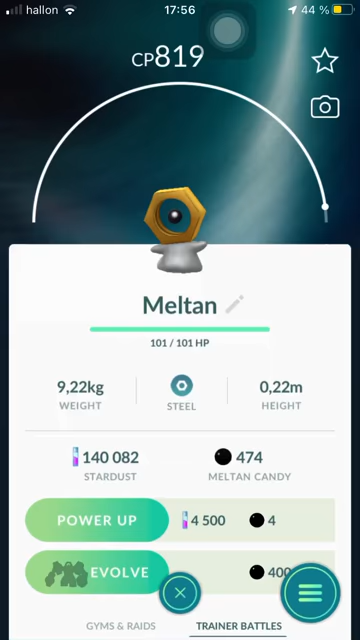 hallon 17:56 44 %
CP819
Meltan
101 / 101 HP
9,22kg 0,22m
WEIGHT STEEL HEIGHT
140 082 474
STARDUST MELTAN CANDY
POWER UP 4 500 4
EVOLVE 400
GYMS & RAIDS TRAINER BATTLES